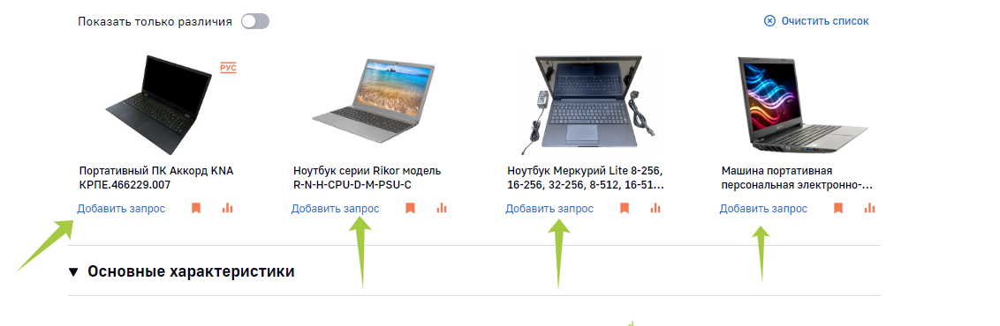 Показать только различия
Очистить список
РУС
Портативный ПК Аккорд KNA
КРПЕ.466229.007
Ноутбук серии Rikor модель
R-N-H-CPU-D-M-PSU-C
Ноутбук Меркурий Lite 8-256,
16-256, 32-256, 8-512, 16-51...
Машина портативная
персональная электронно-...
Добавить запрос
Добавить запрос
Добавить запрос
Добавить запрос
Основные характеристики